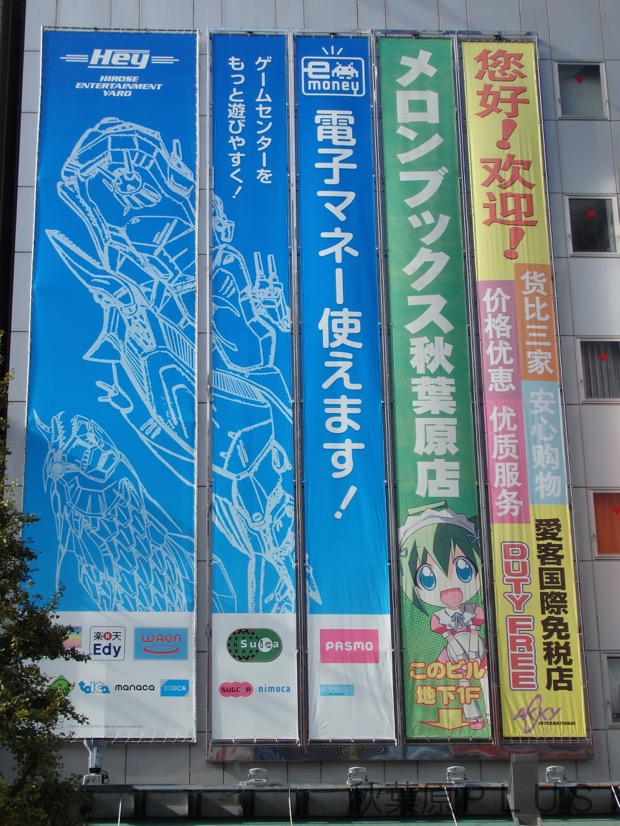 Hey
HIROSE
ENTERTAINMENT
YARD
楽天
Edy
WAON
manaca
ゲームセンターを
もっと遊びやすく!
Suica
nimoca
e
money
電子マネー使えます!
PASMO
メロンブックス秋葉原店
このビル
地下1F
您好!欢迎!
货比三家
价格优惠
安心购物
优质服务
愛客国際免税店
DUTY FREE
ASKY
INTERNATIONAL
秋葉原PLUS